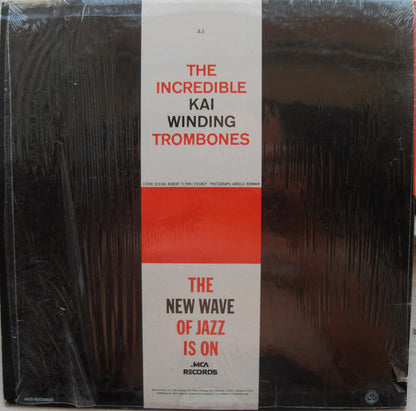 A-3
THE
INCREDIBLE
KAI
WINDING
TROMBONES
COVER DESIGN: ROBERT FLYNN/VICEROY PHOTOGRAPH: ARNOLD NEWMAN
THE
NEW WAVE
OF JAZZ
IS ON
MCA
RECORDS